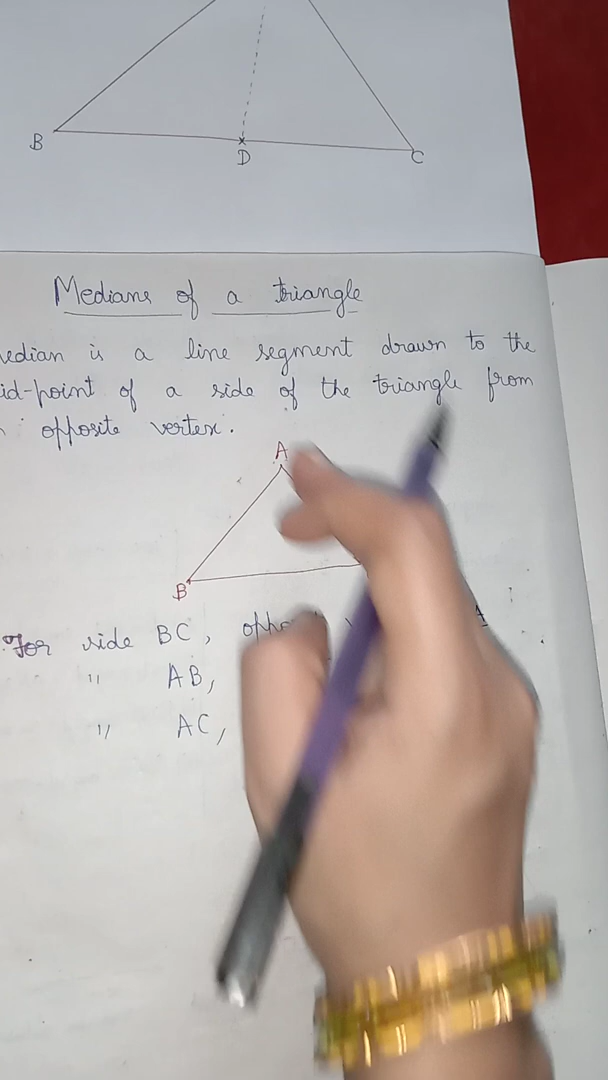 B
D
C
Medians of a triangle
edian is a line segment drawn to the
id-point of a side of the triangle from
opposite vertex.
A
B
For side BC,
" AB,
" AC,